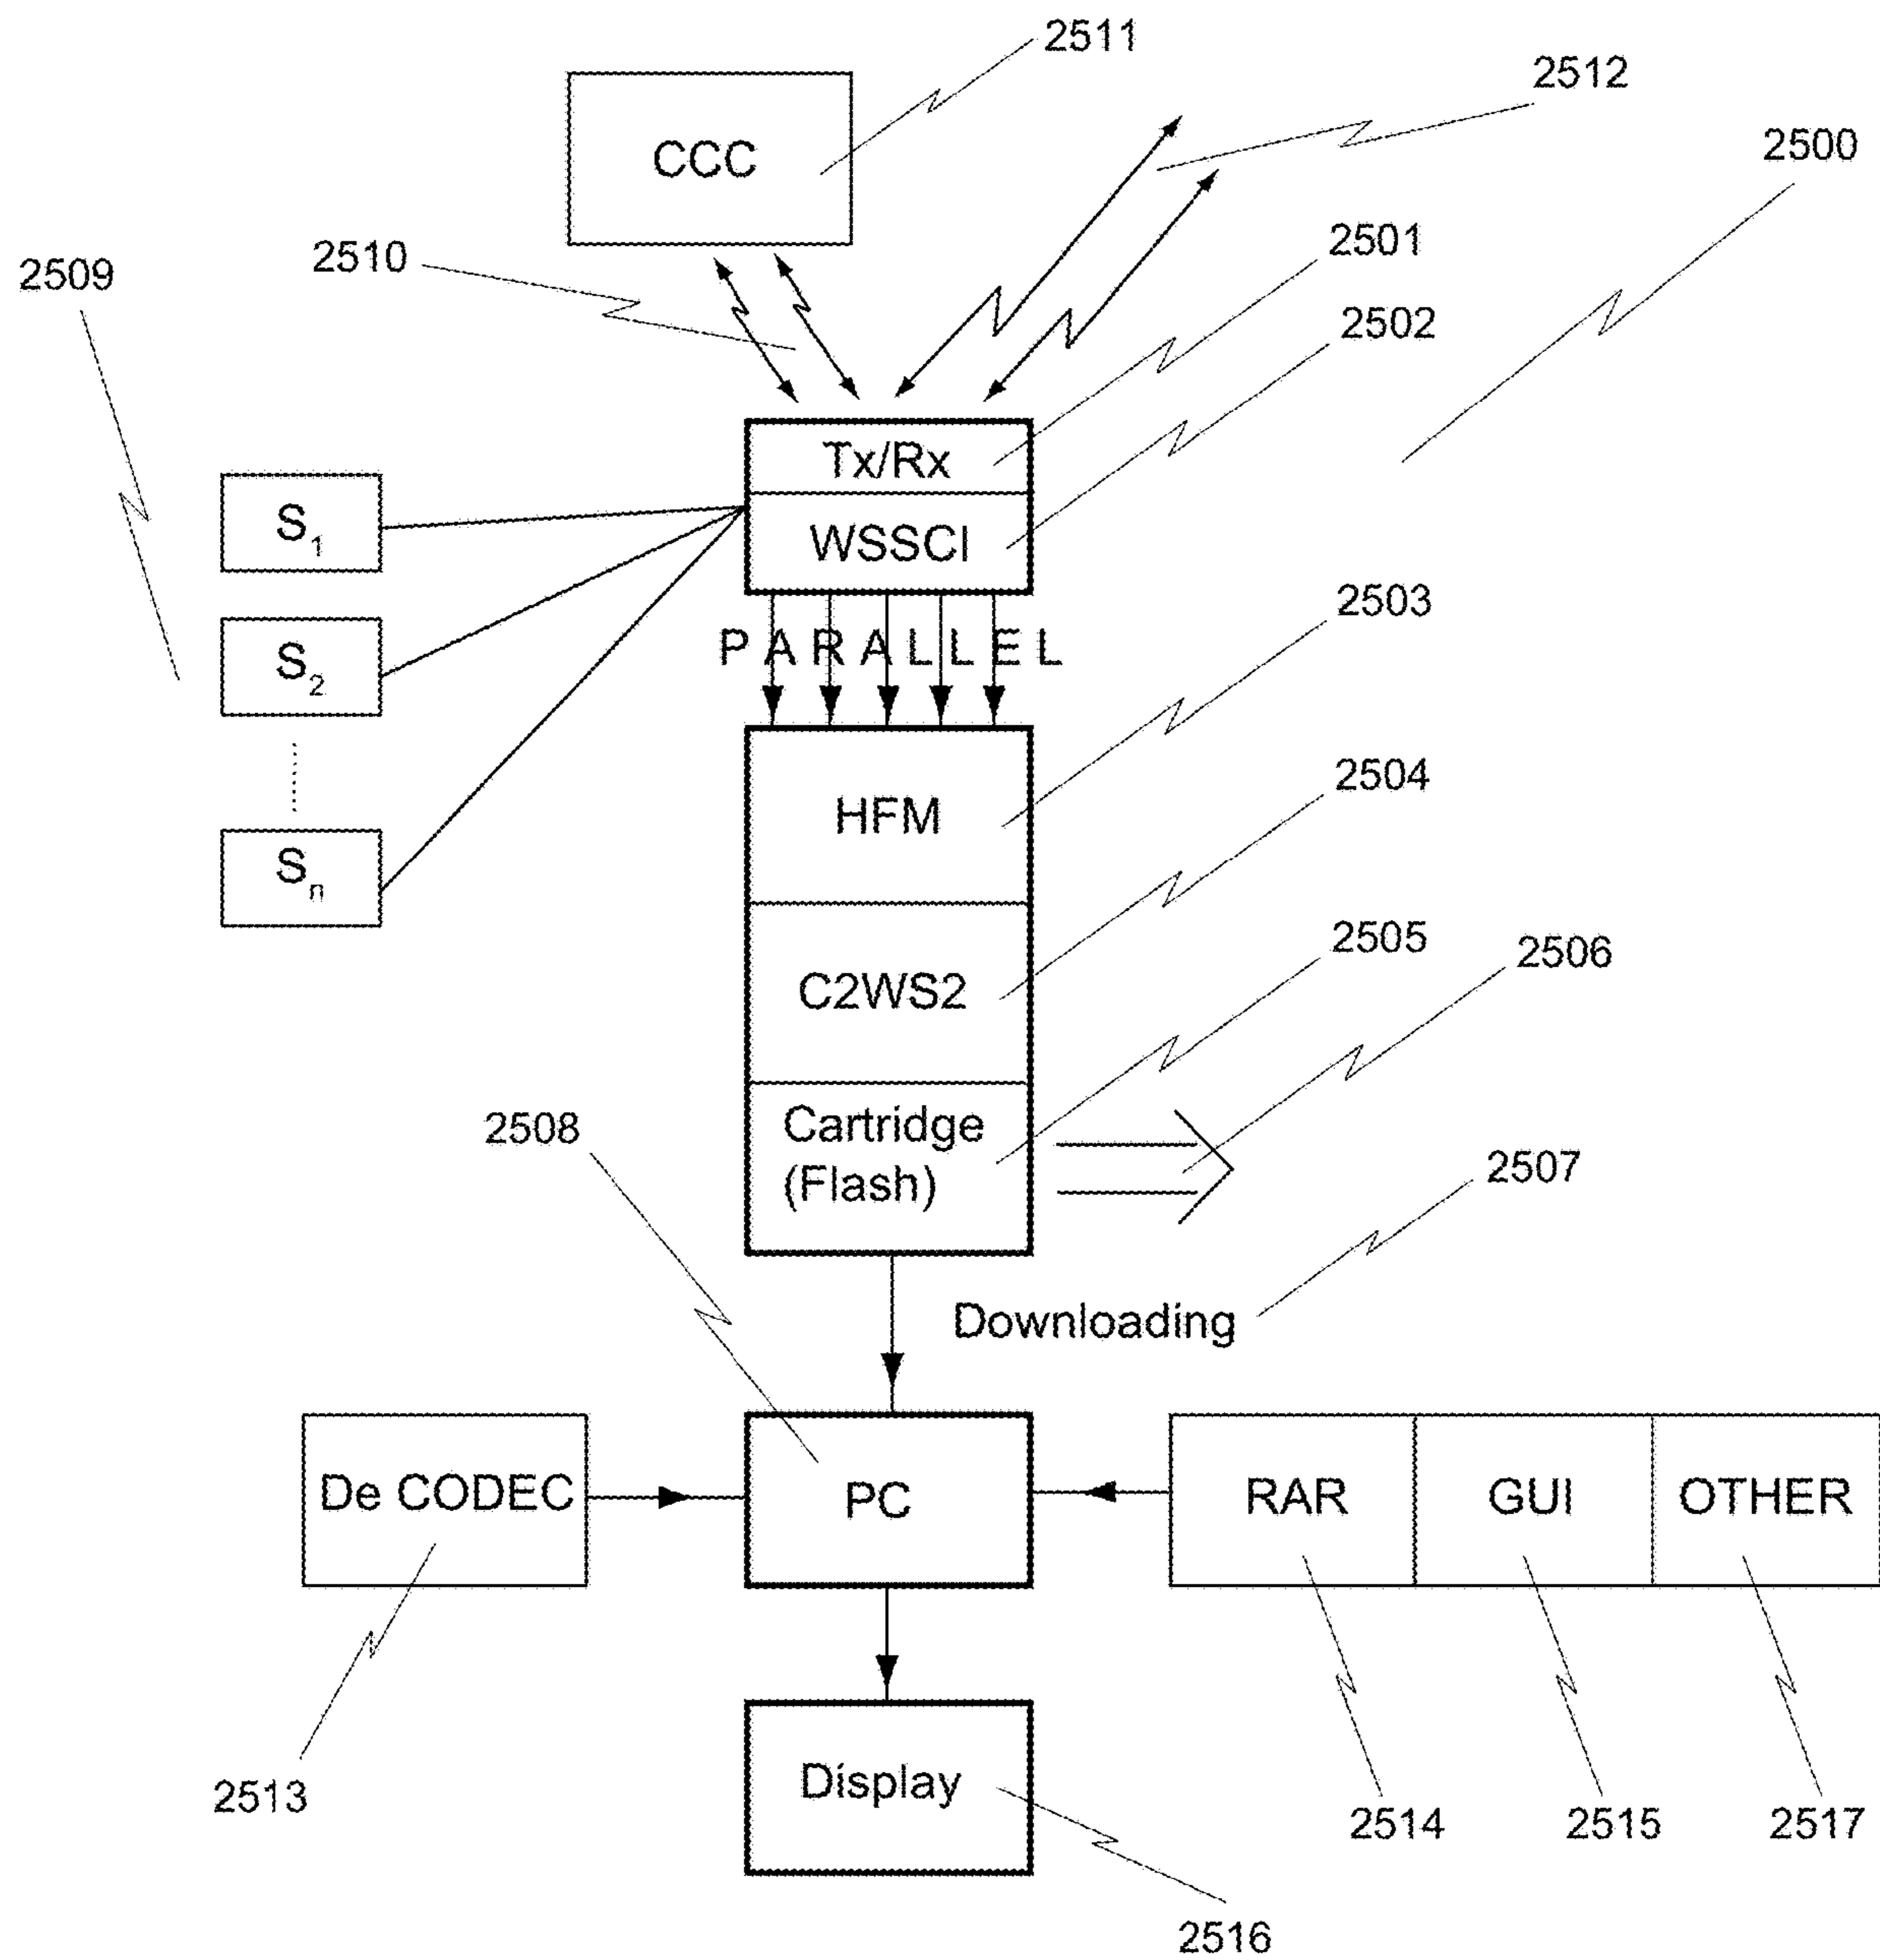 2511
2512
2500
CCC
2510
2501
2509
2502
Tx/Rx
S1
WSSCI
2503
PARALLEL
S2
2504
HFM
Sn
2505
2506
C2WS2
2508
Cartridge
(Flash)
2507
Downloading
De CODEC
PC
RAR
GUI
OTHER
Display
2513
2514
2515
2517
2516